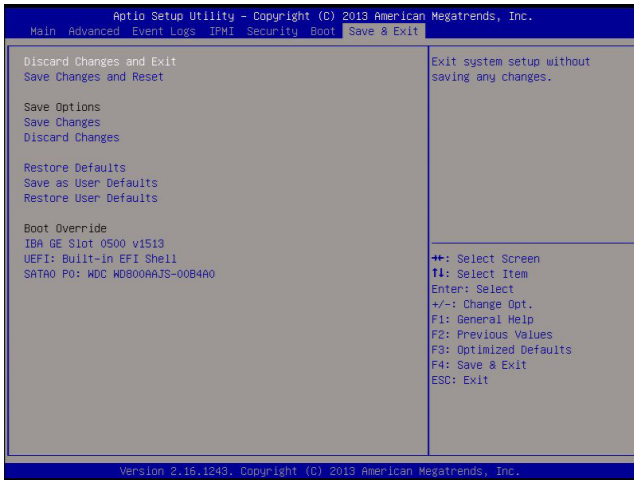 Aptio Setup Utility – Copyright (C) 2013 American Megatrends, Inc.
Main Advanced Event Logs IPMI Security Boot Save & Exit
Discard Changes and Exit
Save Changes and Reset
Save Options
Save Changes
Discard Changes
Restore Defaults
Save as User Defaults
Restore User Defaults
Boot Override
IBA GE Slot 0500 v1513
UEFI: Built-in EFI Shell
SATA0 P0: WDC WD800AAJS-00B4A0
Exit system setup without
saving any changes.
→←: Select Screen
↑↓: Select Item
Enter: Select
+/-: Change Opt.
F1: General Help
F2: Previous Values
F3: Optimized Defaults
F4: Save & Exit
ESC: Exit
Version 2.16.1243. Copyright (C) 2013 American Megatrends, Inc.